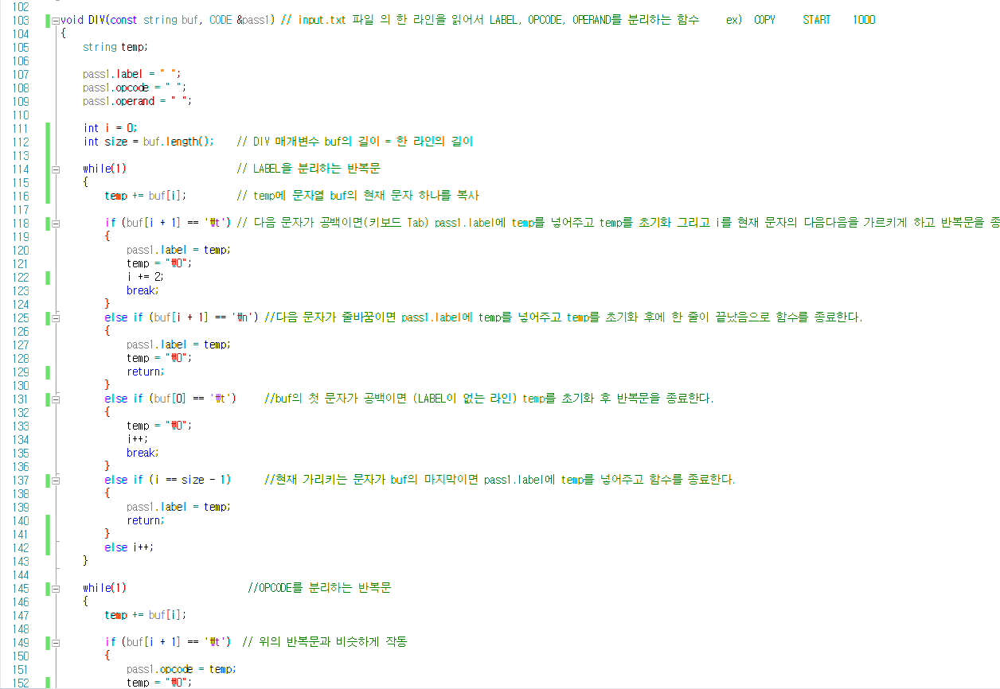 102
103 void DIV(const string buf, CODE &pass1) // input.txt 파일 의 한 라인을 읽어서 LABEL, OPCODE, OPERAND를 분리하는 함수 ex) COPY START 1000
104 {
105 string temp;
106
107 pass1.label = " ";
108 pass1.opcode = " ";
109 pass1.operand = " ";
110
111 int i = 0;
112 int size = buf.length(); // DIV 매개변수 buf의 길이 = 한 라인의 길이
113
114 while(1) // LABEL을 분리하는 반복문
115 {
116 temp += buf[i]; // temp에 문자열 buf의 현재 문자 하나를 복사
117
118 if (buf[i + 1] == '₩t') // 다음 문자가 공백이면(키보드 Tab) pass1.label에 temp를 넣어주고 temp를 초기화 그리고 i를 현재 문자의 다음다음을 가르키게 하고 반복문을 종
119 {
120 pass1.label = temp;
121 temp = "₩0";
122 i += 2;
123 break;
124 }
125 else if (buf[i + 1] == '₩n') //다음 문자가 줄바꿈이면 pass1.label에 temp를 넣어주고 temp를 초기화 후에 한 줄이 끝났음으로 함수를 종료한다.
126 {
127 pass1.label = temp;
128 temp = "₩0";
129 return;
130 }
131 else if (buf[0] == '₩t') //buf의 첫 문자가 공백이면 (LABEL이 없는 라인) temp를 초기화 후 반복문을 종료한다.
132 {
133 temp = "₩0";
134 i++;
135 break;
136 }
137 else if (i == size - 1) //현재 가리키는 문자가 buf의 마지막이면 pass1.label에 temp를 넣어주고 함수를 종료한다.
138 {
139 pass1.label = temp;
140 return;
141 }
142 else i++;
143 }
144
145 while(1) //OPCODE를 분리하는 반복문
146 {
147 temp += buf[i];
148
149 if (buf[i + 1] == '₩t') // 위의 반복문과 비슷하게 작동
150 {
151 pass1.opcode = temp;
152 temp = "₩0";